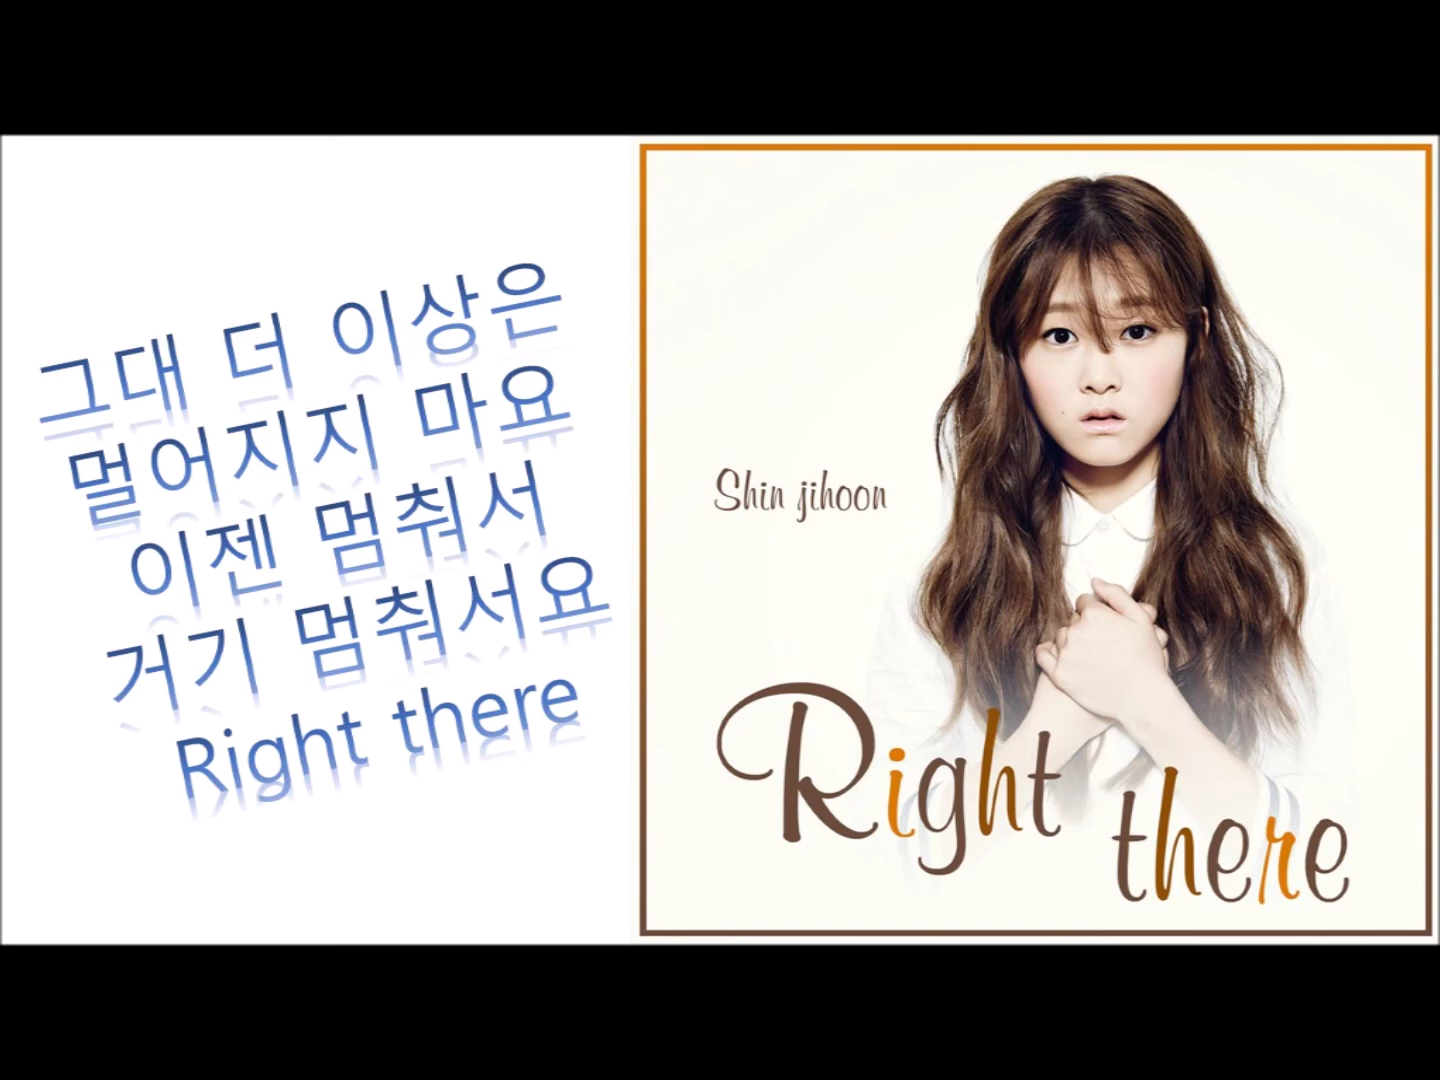 그대 더 이상은
멀어지지 마요
이젠 멈춰서
거기 멈춰서요
Right there
Shin jihoon
Right there